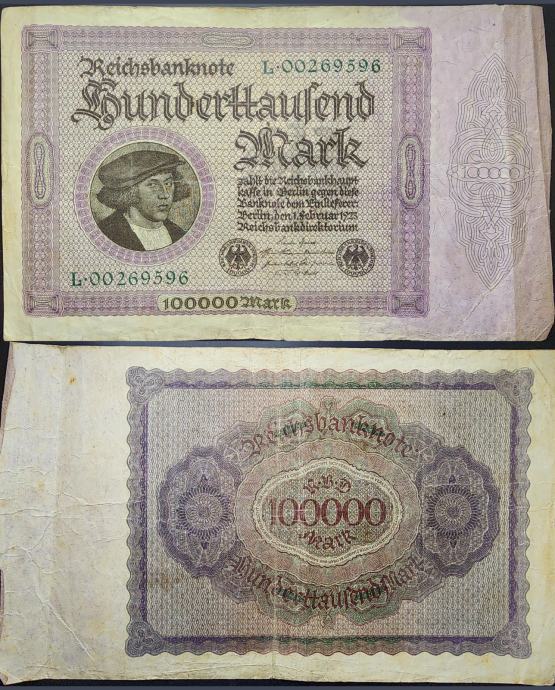 Reichsbanknote L·00269596
Hunderttausend
Mark
zahlt die Reichsbankhaupt
kasse in Berlin gegen diese
Banknote dem Einlieferer.
Berlin, den 1. Februar 1923
Reichsbankdirektorium
L·00269596
100000 Mark
100000
Reichsbanknote
R·B·D
100000
Mark
Hunderttausend Mark